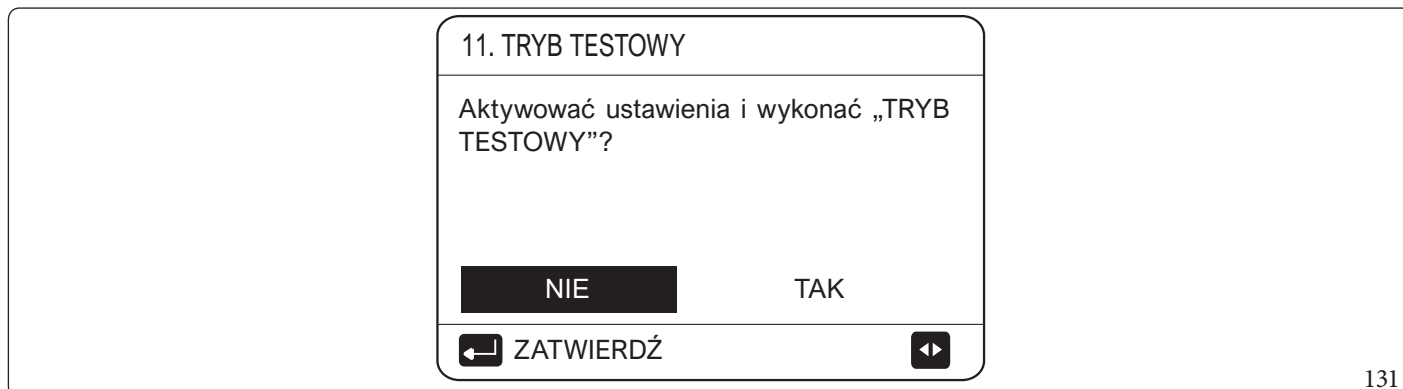 11. TRYB TESTOWY
Aktywować ustawienia i wykonać „TRYB
TESTOWY”?
NIE TAK
ZATWIERDŹ
131